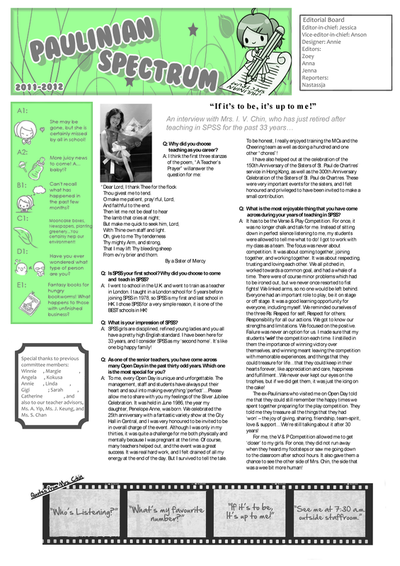 PAULINIAN
SPECTRUM
2011-2012
Editorial Board
Editor-in-chief: Jessica
Vice-editor-in-chief: Anson
Designer: Annie
Editors:
Zoey
Anna
Jenna
Reporters:
Nastassja
A1:
She may be
gone, but she is
certainly missed
by all in school!
A2:
More juicy news
to come! A...
baby!?
B1:
Can't recall
what has
happened in
the past few
months?
C1:
D1:
Have you ever
wondered what
type of person
are you?
E1:
Fantasy books for
hungry
bookworms! What
happens to those
with unfinished
business?
Special thanks to previous
committee members:
Winnie , Margie
Angela , Kokusa
Annie , Linda ,
Gigi , Sarah ,
Catherine , and
also to our teacher advisors,
Ms. A. Yip, Ms. J. Keung, and
Ms. S. Chan
"If it's to be, it's up to me!"
An interview with Mrs. I. V. Chin, who has just retired after
teaching in SPSS for the past 33 years…
Q: Why did you choose
teaching as you career?
A: I think the first three stanzas
of the poem, 'A Teacher's
Prayer' will answer the
question for me:
'Dear Lord, I thank Thee for the flock
Thou givest me to tend.
O make me patient, pray'rful, Lord,
And faithful to the end.
Then let me not be deaf to hear
The lamb that cries at night;
But make me quick to seek him, Lord,
With Thine own staff and light.
Oh, give to me Thy tenderness
Thy mighty Arm, and strong,
That I may lift Thy bleeding sheep
From ev'ry brier and thorn.
By a Sister of Mercy
Q: Is SPSS your first school? Why did you choose to come
and teach in SPSS?
A: I went to school in the U.K. and went to train as a teacher
in London. I taught in a London school for 5 years before
joining SPSS in 1978, so SPSS is my first and last school in
HK. I chose SPSS for a very simple reason, it is one of the
BEST schools in HK!
Q: What is your impression of SPSS?
A: SPSS girls are disciplined, refined young ladies and you all
have a pretty high English standard. I have been here for
33 years, and I consider SPSS as my 'second home'. It's like
one big happy family!
Q: As one of the senior teachers, you have come across
many Open Days in the past thirty odd years. Which one
is the most special for you?
A: To me, every Open Day is unique and unforgettable. The
management, staff and students have always put their
heart and soul into making everything 'perfect'... Please
allow me to share with you my feelings of the Silver Jubilee
Celebration. It was held in June 1986, the year my
daughter, Penelope Anne, was born. We celebrated the
25th anniversary with a fantastic variety show at the City
Hall in Central, and I was very honoured to be invited to be
in overall charge of the event. Although I was only in my
thirties, it was quite a challenge for me both physically and
mentally because I was pregnant at the time. Of course,
many teachers helped out, and the event was a great
success. It was real hard work, and I felt drained of all my
energy at the end of the day. But I survived to tell the tale.
To be honest, I really enjoyed training the MCs and the
Cheering team as well as doing a hundred and one
other 'chores'!
I have also helped out at the celebration of the
150th Anniversary of the Sisters of St. Paul de Chartres'
service in Hong Kong, as well as the 300th Anniversary
Celebration of the Sisters of St. Paul de Chartres. These
were very important events for the sisters, and I felt
honoured and privileged to have been invited to make a
small contribution.
Q: What is the most enjoyable thing that you have come
across during your years of teaching in SPSS?
A: It has to be the Verse & Play Competition. For once, it
was no longer chalk and talk for me. Instead of sitting
down in perfect silence listening to me, my students
were allowed to tell me what to do! I got to work with
my class as a team. The focus was never about
competition. It was about coming together, joining
together, and working together. It was about respecting,
trusting and loving each other. We all pitched in,
worked towards a common goal, and had a whale of a
time. There were of course minor problems which had
to be ironed out, but we never once resorted to fist
fights! We linked arms, so no one would be left behind.
Everyone had an important role to play, be it on stage
or off stage. It was a good learning opportunity for
everyone, including myself. We reminded ourselves of
the three Rs: Respect for self; Respect for others;
Responsibility for all our actions. We got to know our
strengths and limitations. We focused on the positive.
Failure was never an option for us. I made sure that my
students 'won' the competition each time. I instilled in
them the importance of winning victory over
themselves, and winning meant leaving the competition
with memorable experiences, and things that they
could treasure for life... that they could keep in their
hearts forever, like appreciation and care, happiness
and fulfilment. We never ever kept our eyes on the
trophies, but if we did get them, it was just the icing on
the cake!
The ex-Paulinians who visited me on Open Day told
me that they could still remember the happy times we
spent together preparing for the play competition. They
told me they treasure all the things that they had
'won' — the joy of giving, sharing, friendship, team-spirit,
love & support... We're still talking about it after 30
years!
For me, the V & P Competition allowed me to get
'closer' to my girls. For once, they did not run away
when they heard my footsteps or saw me going down
to the classroom after school hours. It also gave them a
chance to see the other side of Mrs. Chin, the side that
was a wee bit more human!
"Who's Listening?"
"What's my favourite
number?"
"If it's to be,
It's up to me!"
"See me at 7:30 a.m.
outside staffroom."